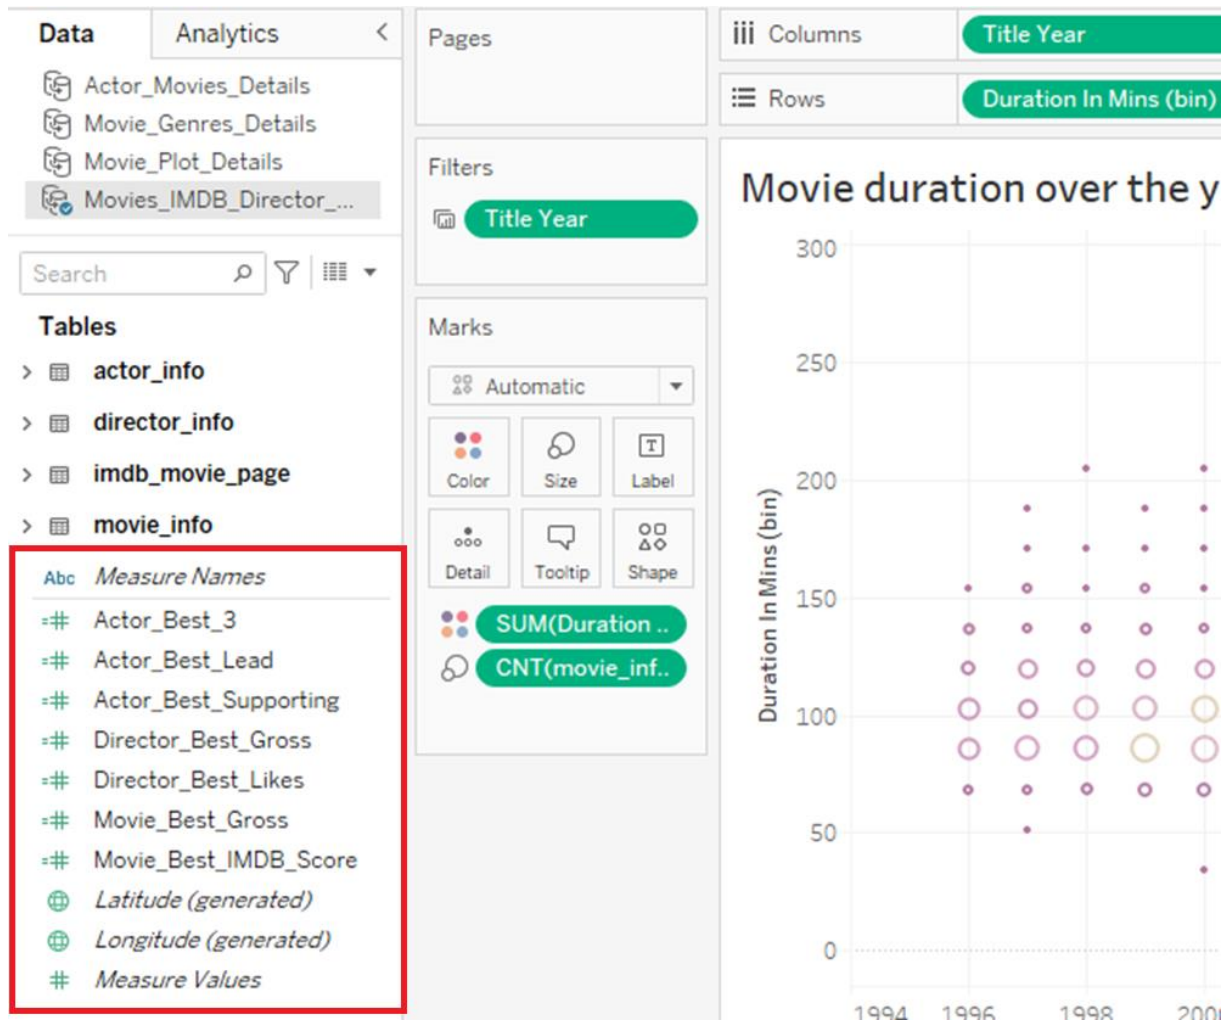 Data
Analytics
Actor_Movies_Details
Movie_Genres_Details
Movie_Plot_Details
Movies_IMDB_Director_...
Search
Tables
actor_info
director_info
imdb_movie_page
movie_info
Abc Measure Names
Actor_Best_3
Actor_Best_Lead
Actor_Best_Supporting
Director_Best_Gross
Director_Best_Likes
Movie_Best_Gross
Movie_Best_IMDB_Score
Latitude (generated)
Longitude (generated)
Measure Values
Pages
Filters
Title Year
Marks
Automatic
Color Size Label
Detail Tooltip Shape
SUM(Duration ..
CNT(movie_inf..
Columns Title Year
Rows Duration In Mins (bin)
Movie duration over the y
Duration In Mins (bin)
300
250
200
150
100
50
0
1994 1996 1998 200